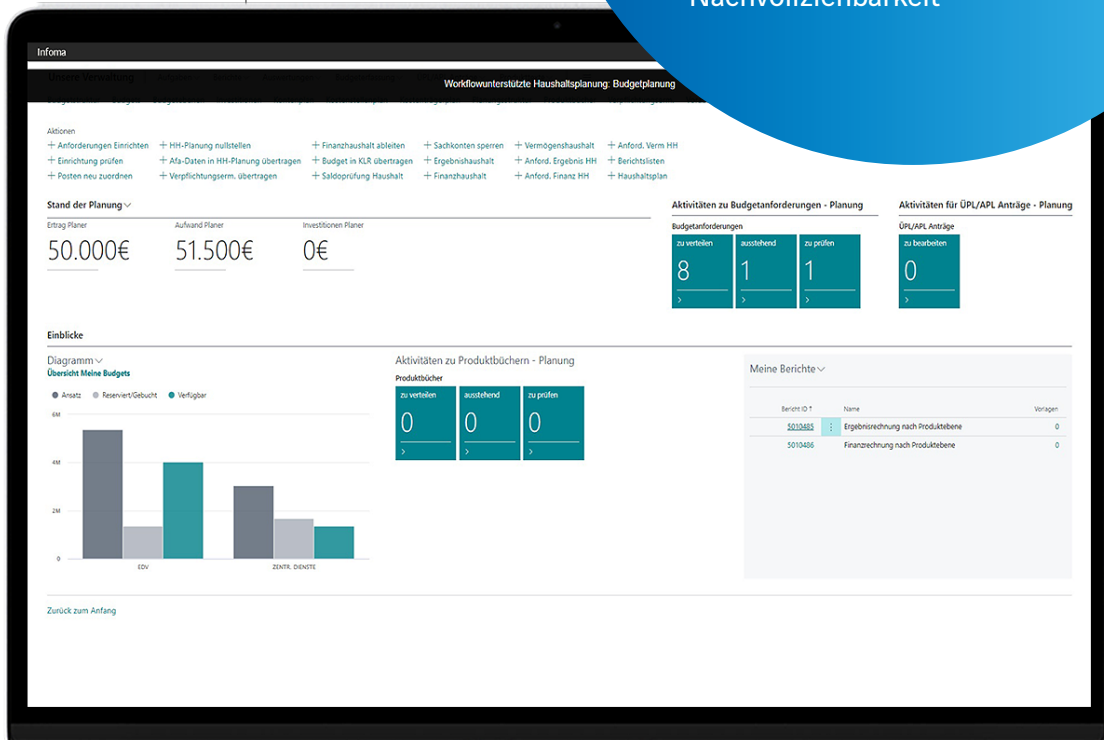 Nachvollziehbarkeit
Infoma
Unsere Verwaltung
Workflowunterstützte Haushaltsplanung: Budgetplanung
Aktionen
+ Anforderungen Einrichten + HH-Planung nullstellen + Finanzhaushalt ableiten + Sachkonten sperren + Vermögenshaushalt + Anford. Verm HH
+ Einrichtung prüfen + Afa-Daten in HH-Planung übertragen + Budget in KLR übertragen + Ergebnishaushalt + Anford. Ergebnis HH + Berichtslisten
+ Posten neu zuordnen + Verpflichtungserm. übertragen + Saldoprüfung Haushalt + Finanzhaushalt + Anford. Finanz HH + Haushaltsplan
Stand der Planung
Ertrag Planer Aufwand Planer Investitionen Planer
50.000€ 51.500€ 0€
Aktivitäten zu Budgetanforderungen - Planung
Budgetanforderungen
zu verteilen ausstehend zu prüfen
8 1 1
Aktivitäten für ÜPL/APL Anträge - Planung
ÜPL/APL Anträge
zu bearbeiten
0
Einblicke
Diagramm
Übersicht Meine Budgets
Ansatz Reserviert/Gebucht Verfügbar
6M
4M
2M
0
EDV ZENTR. DIENSTE
Aktivitäten zu Produktbüchern - Planung
Produktbücher
zu verteilen ausstehend zu prüfen
0 0 0
Meine Berichte
Bericht ID ↑ Name Vorlagen
5010485 Ergebnisrechnung nach Produktebene 0
5010486 Finanzrechnung nach Produktebene 0
Zurück zum Anfang